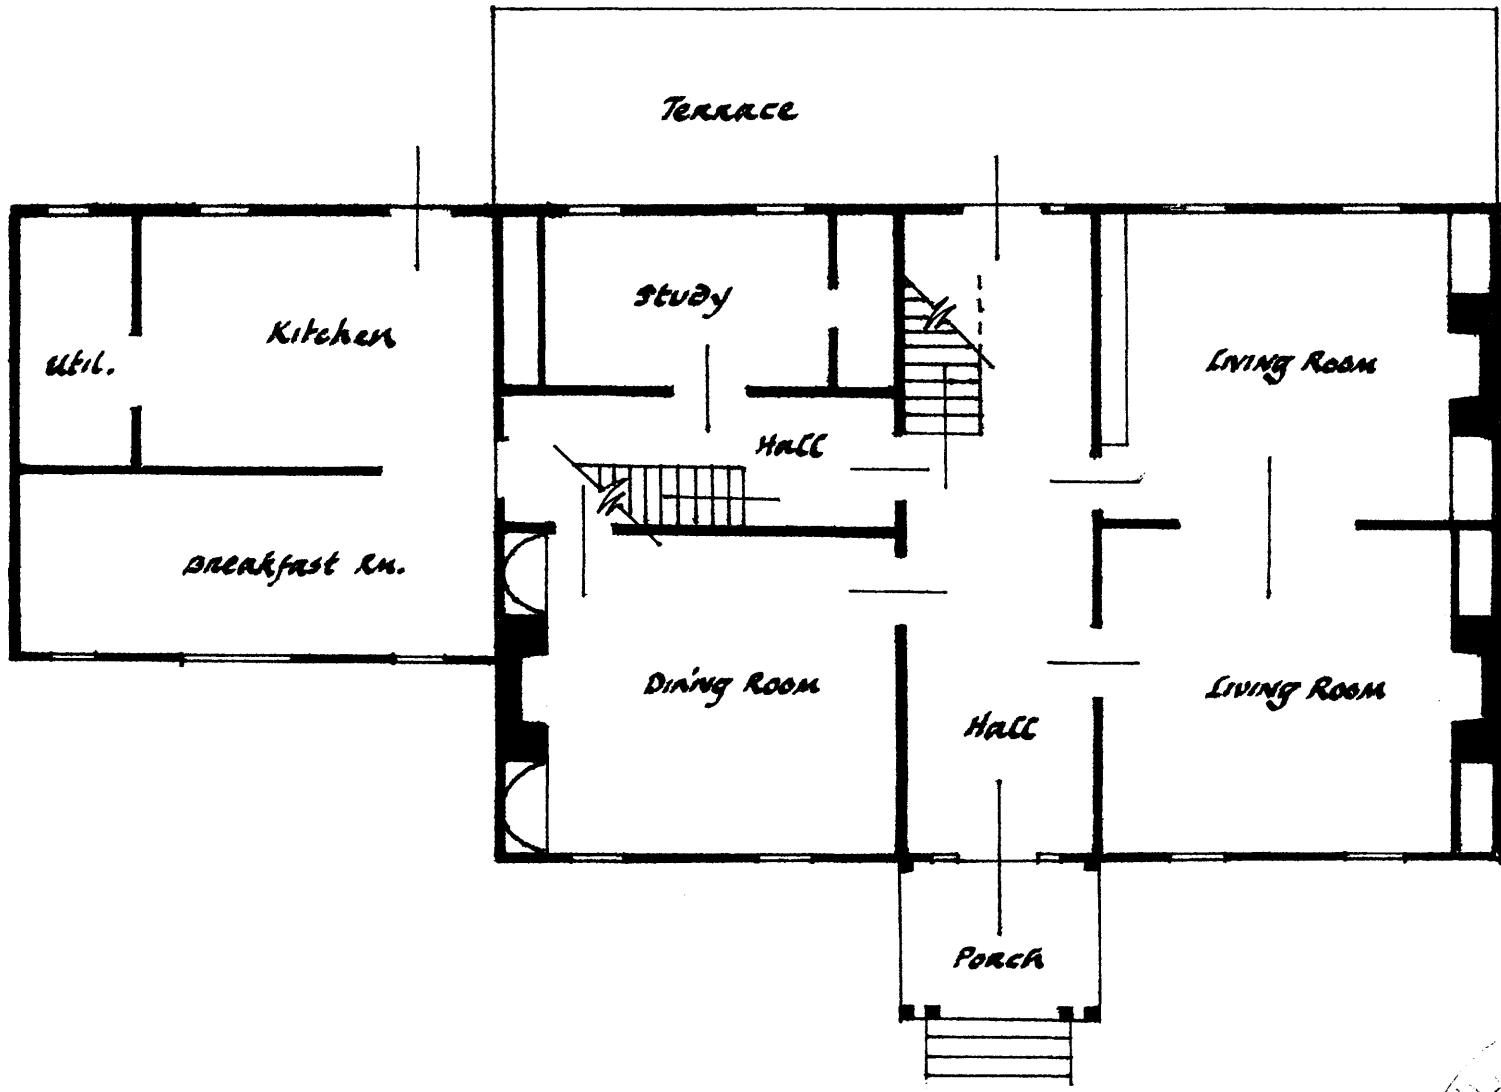 Terrace
Study
Kitchen
Util.
Living Room
Hall
Breakfast Rm.
Dining Room
Living Room
Hall
Porch